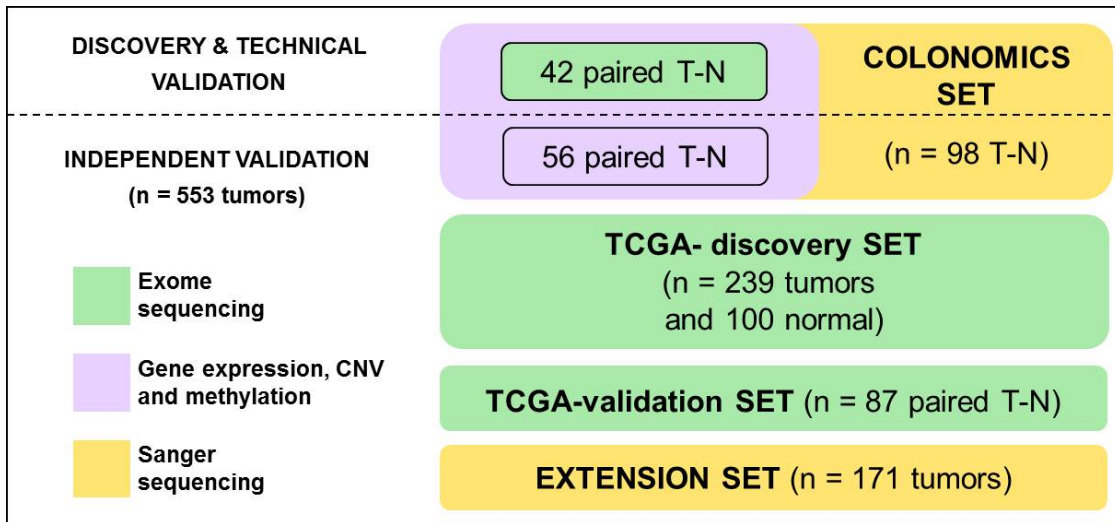 DISCOVERY & TECHNICAL
VALIDATION
42 paired T-N
COLONOMICS
SET
INDEPENDENT VALIDATION
(n = 553 tumors)
56 paired T-N
(n = 98 T-N)
TCGA- discovery SET
(n = 239 tumors
and 100 normal)
Exome
sequencing
Gene expression, CNV
and methylation
TCGA-validation SET (n = 87 paired T-N)
Sanger
sequencing
EXTENSION SET (n = 171 tumors)